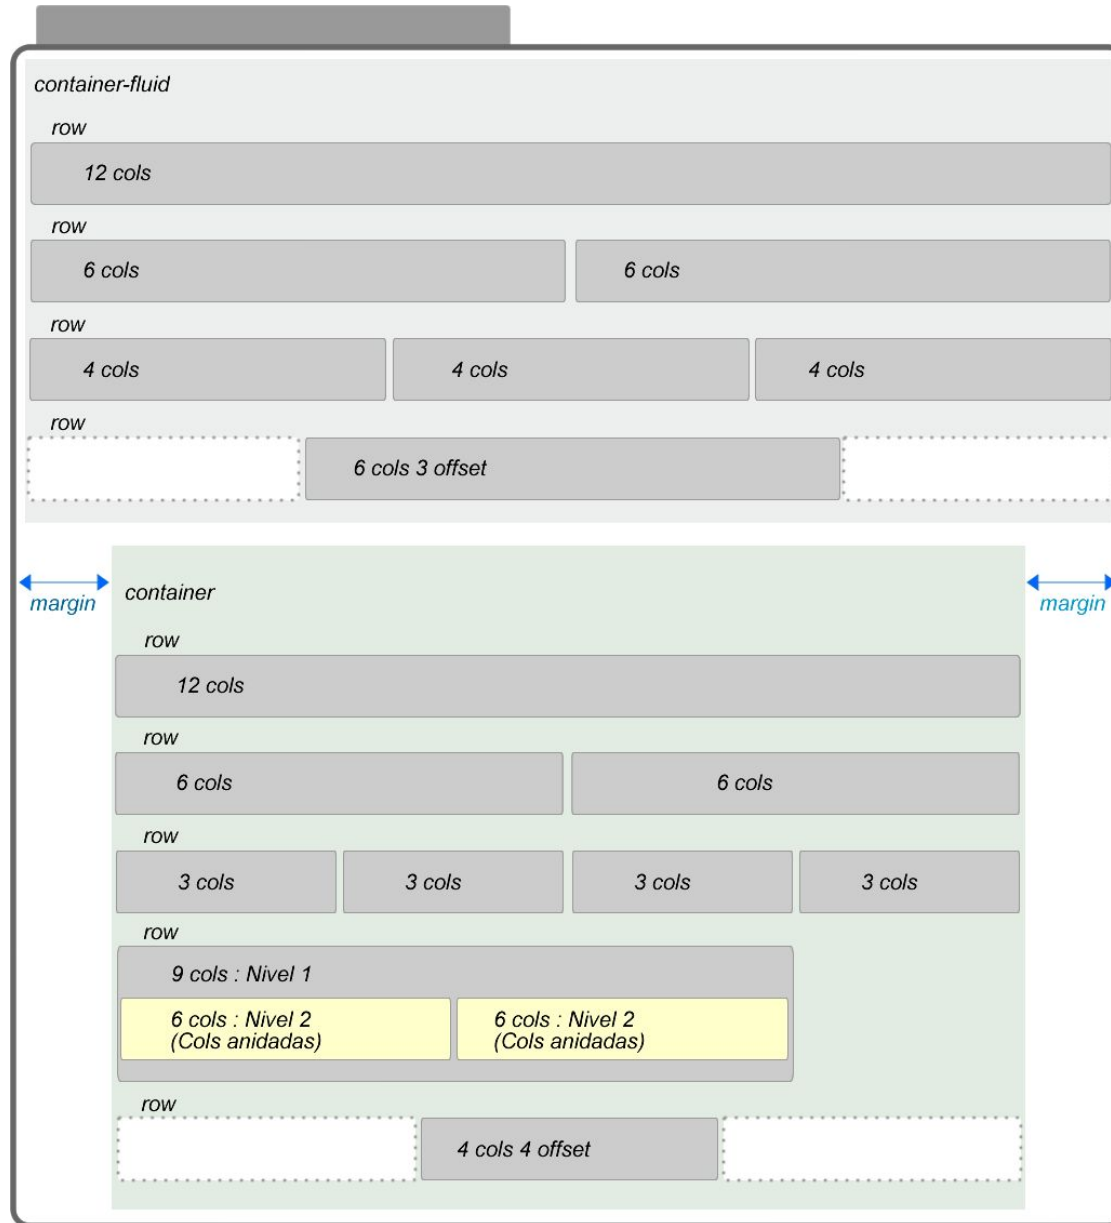 container-fluid
row
12 cols
row
6 cols 6 cols
row
4 cols 4 cols 4 cols
row
6 cols 3 offset
margin
container
margin
row
12 cols
row
6 cols 6 cols
row
3 cols 3 cols 3 cols 3 cols
row
9 cols : Nivel 1
6 cols : Nivel 2
(Cols anidadas)
6 cols : Nivel 2
(Cols anidadas)
row
4 cols 4 offset